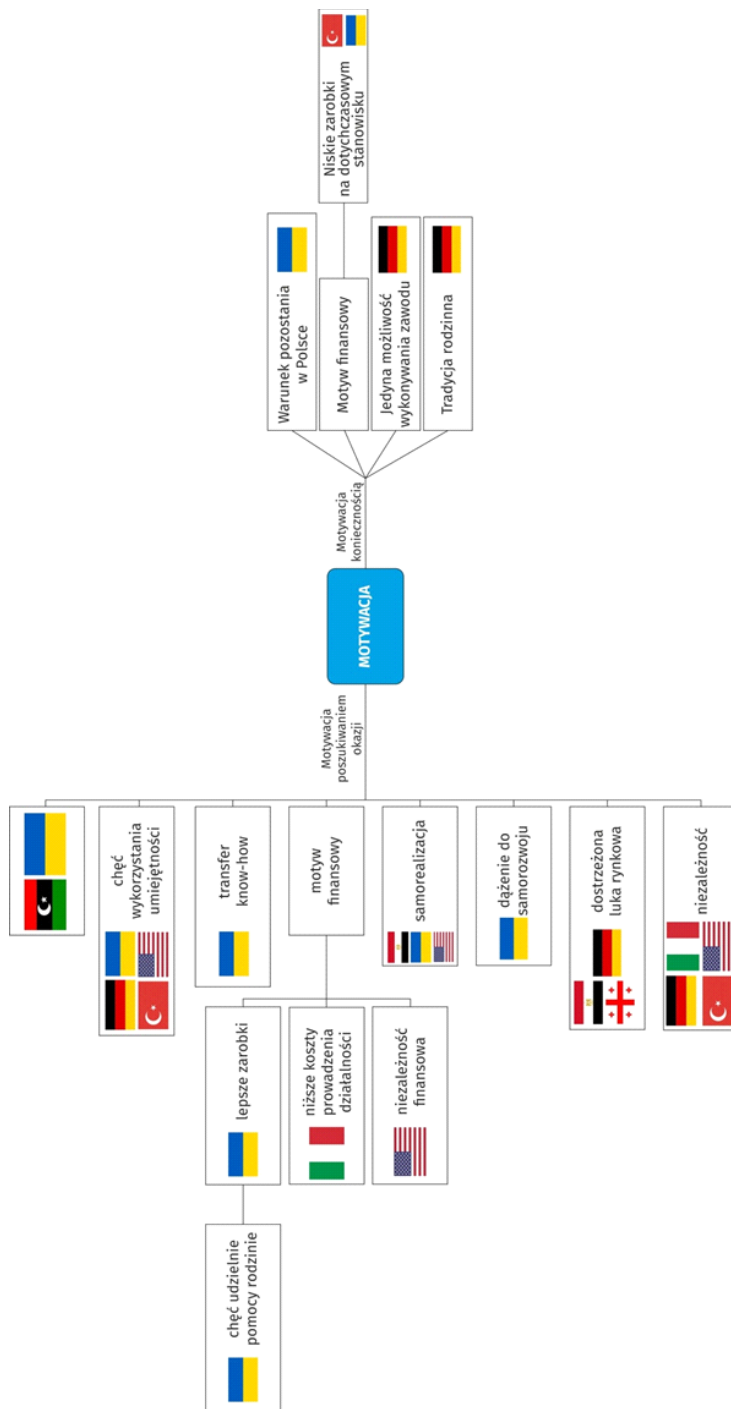 Niskie zarobki
na dotychczasowym
stanowisku
Warunek pozostania
w Polsce
Motyw finansowy
Jedyna możliwość
wykonywania zawodu
Tradycja rodzinna
Motywacja
koniecznością
MOTYWACJA
Motywacja
poszukiwaniem
okazji
chęć
wykorzystania
umiejętności
transfer
know-how
motyw
finansowy
samorealizacja
dążenie do
samorozwoju
dostrzeżona
luka rynkowa
niezależność
lepsze zarobki
niższe koszty
prowadzenia
działalności
niezależność
finansowa
chęć udzielnie
pomocy rodzinie